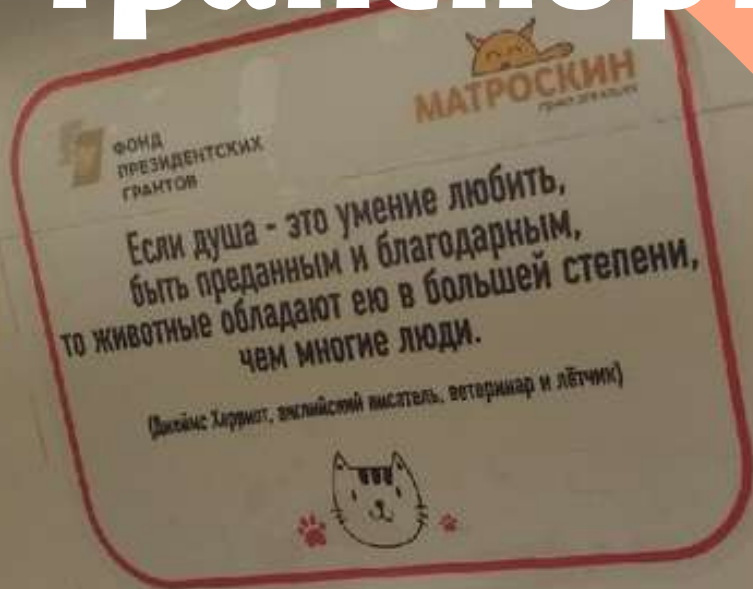 ФОНД
ПРЕЗИДЕНТСКИХ
ГРАНТОВ
МАТРОСКИН
Если душа - это умение любить,
быть преданным и благодарным,
то животные обладают ею в большей степени,
чем многие люди.
(Джеймс Хэрриот, английский писатель, ветеринар и лётчик)